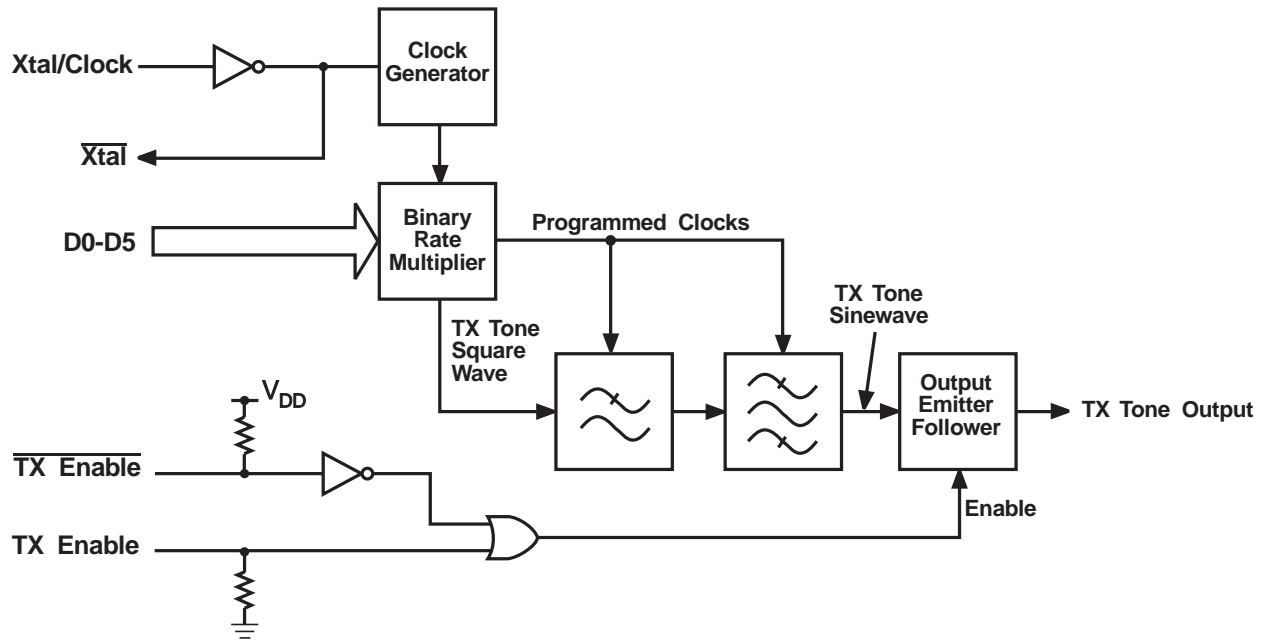 Xtal/Clock
Clock
Generator
Xtal
D0-D5
Binary
Rate
Multiplier
Programmed Clocks
TX Tone
Square
Wave
TX Tone
Sinewave
Output
Emitter
Follower
TX Tone Output
VDD
TX Enable
Enable
TX Enable